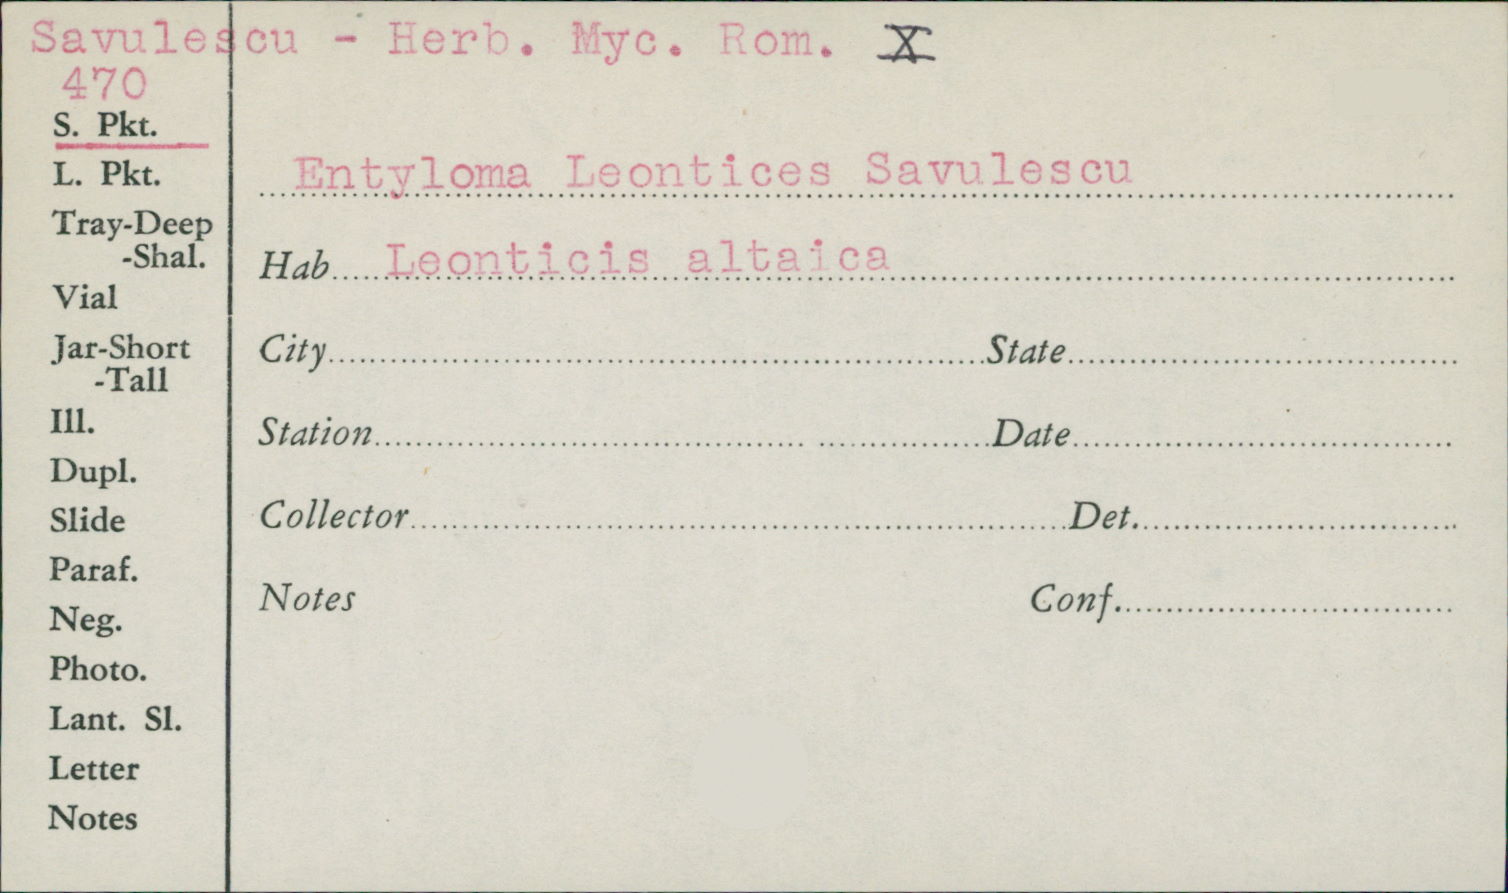 Savulescu - Herb. Myc. Rom. X
470
S. Pkt.
L. Pkt.
Tray-Deep
-Shal.
Vial
Jar-Short
-Tall
Ill.
Dupl.
Slide
Paraf.
Neg.
Photo.
Lant. Sl.
Letter
Notes
Entyloma Leontices Savulescu
Hab. Leonticis altaica
City State
Station Date
Collector Det.
Notes Conf.